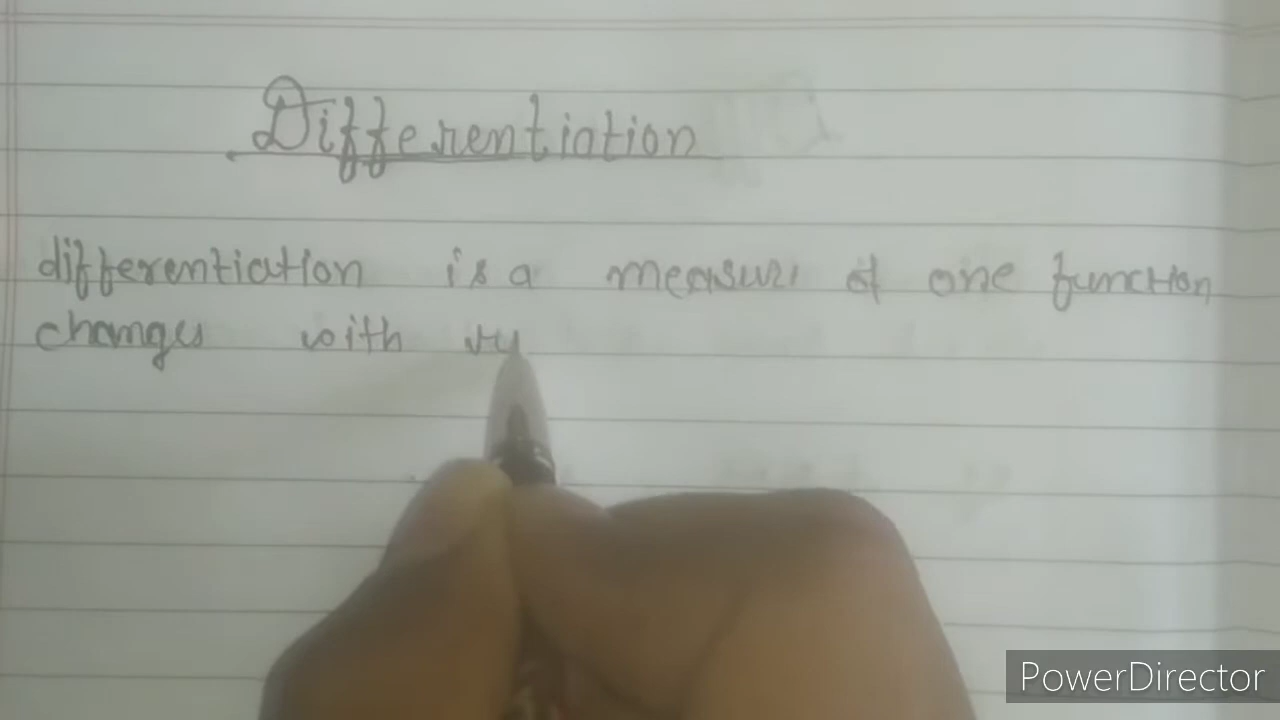 Differentiation
differentiation is a measure of one function
changes with
PowerDirector